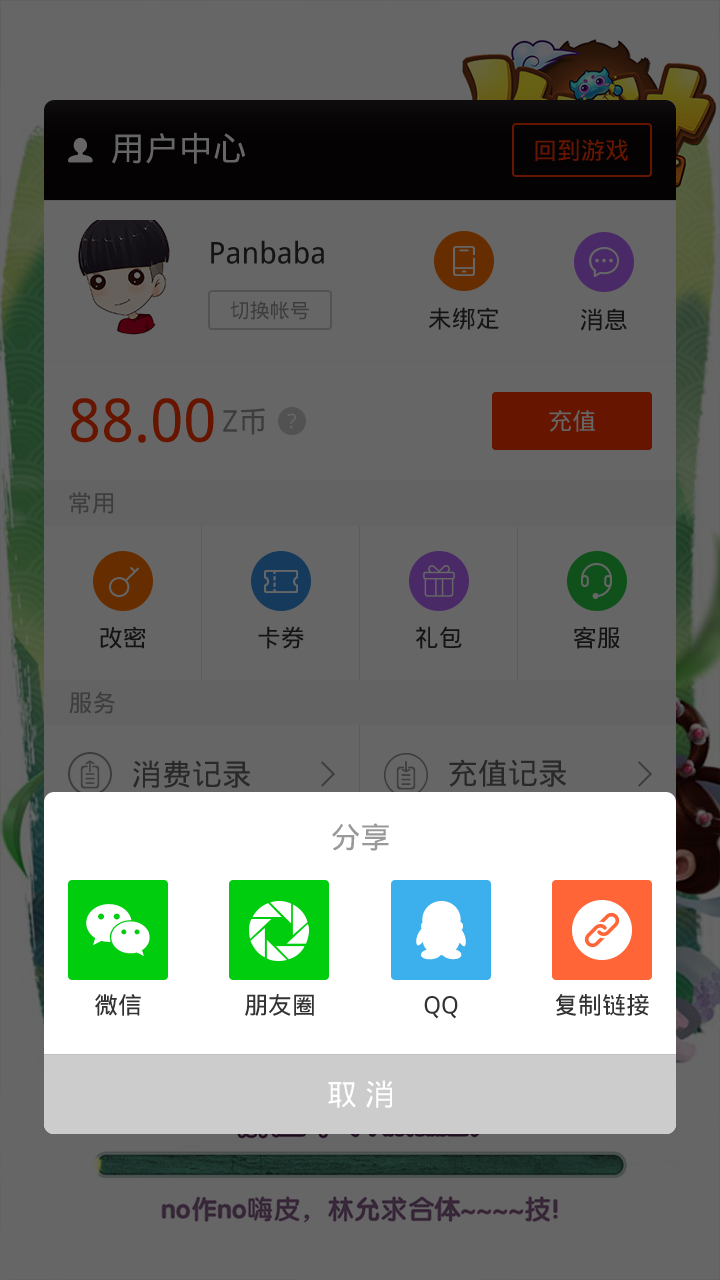 用户中心
回到游戏
Panbaba
切换帐号
未绑定
消息
88.00 Z币 ?
充值
常用
改密
卡券
礼包
客服
服务
消费记录
充值记录
分享
微信
朋友圈
QQ
复制链接
取消
no作no嗨皮，林允求合体~~~~技!